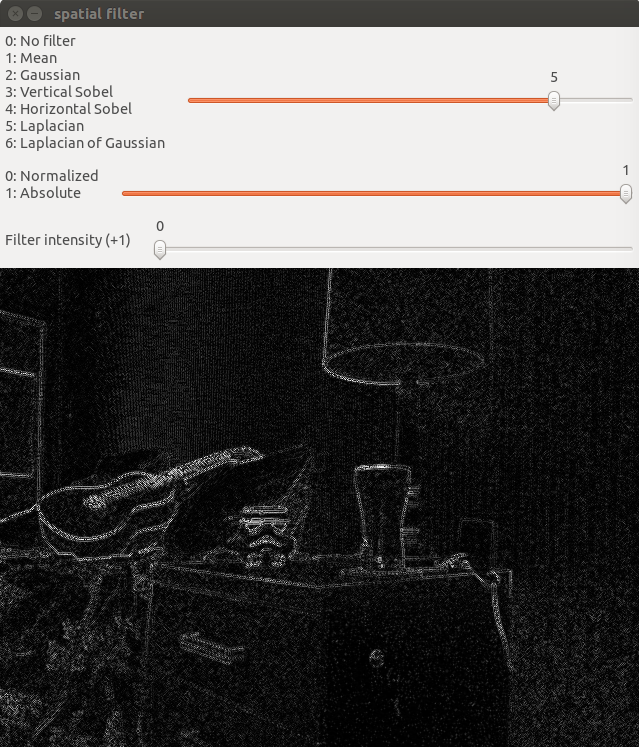 spatial filter
0: No filter
1: Mean
2: Gaussian
3: Vertical Sobel
4: Horizontal Sobel
5: Laplacian
6: Laplacian of Gaussian
5
0: Normalized
1: Absolute
1
Filter intensity (+1)
0